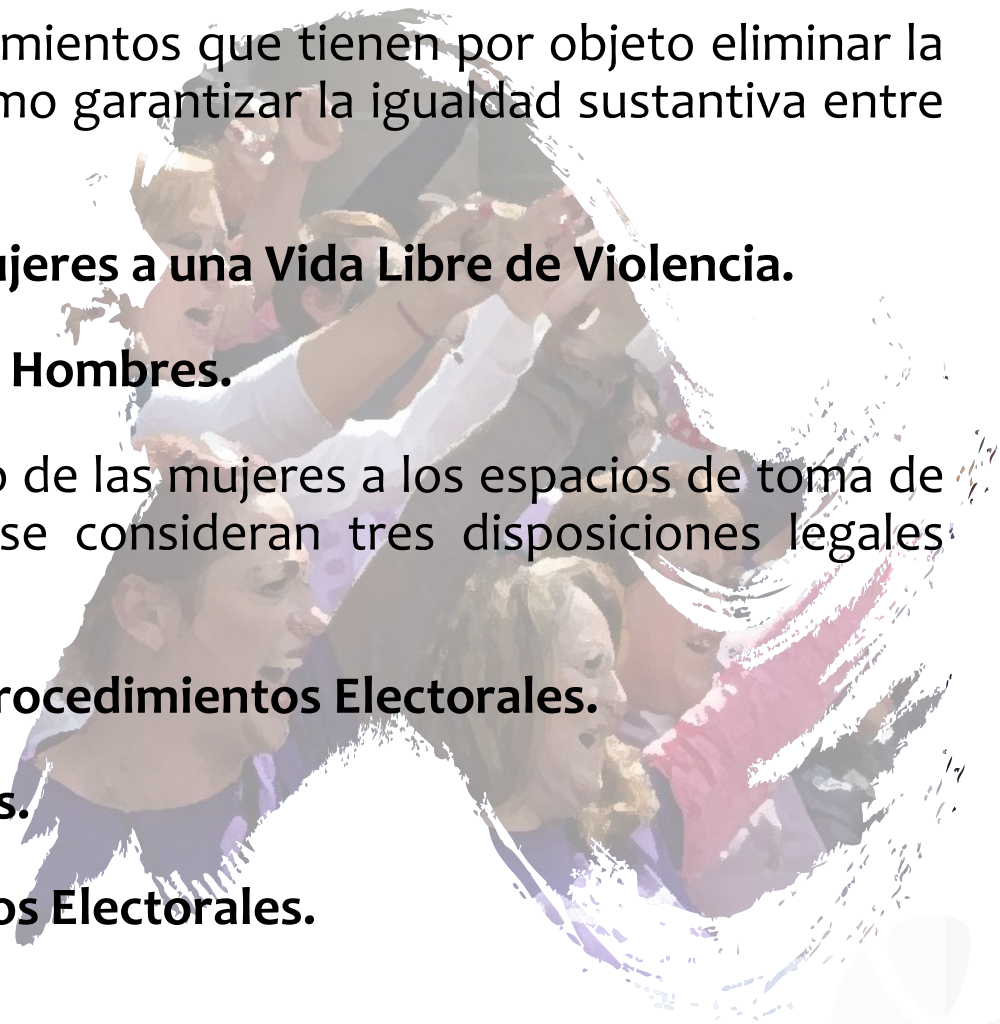 mientos que tienen por objeto eliminar la
mo garantizar la igualdad sustantiva entre
ujeres a una Vida Libre de Violencia.
Hombres.
o de las mujeres a los espacios de toma de
se consideran tres disposiciones legales
rocedimientos Electorales.
s.
os Electorales.